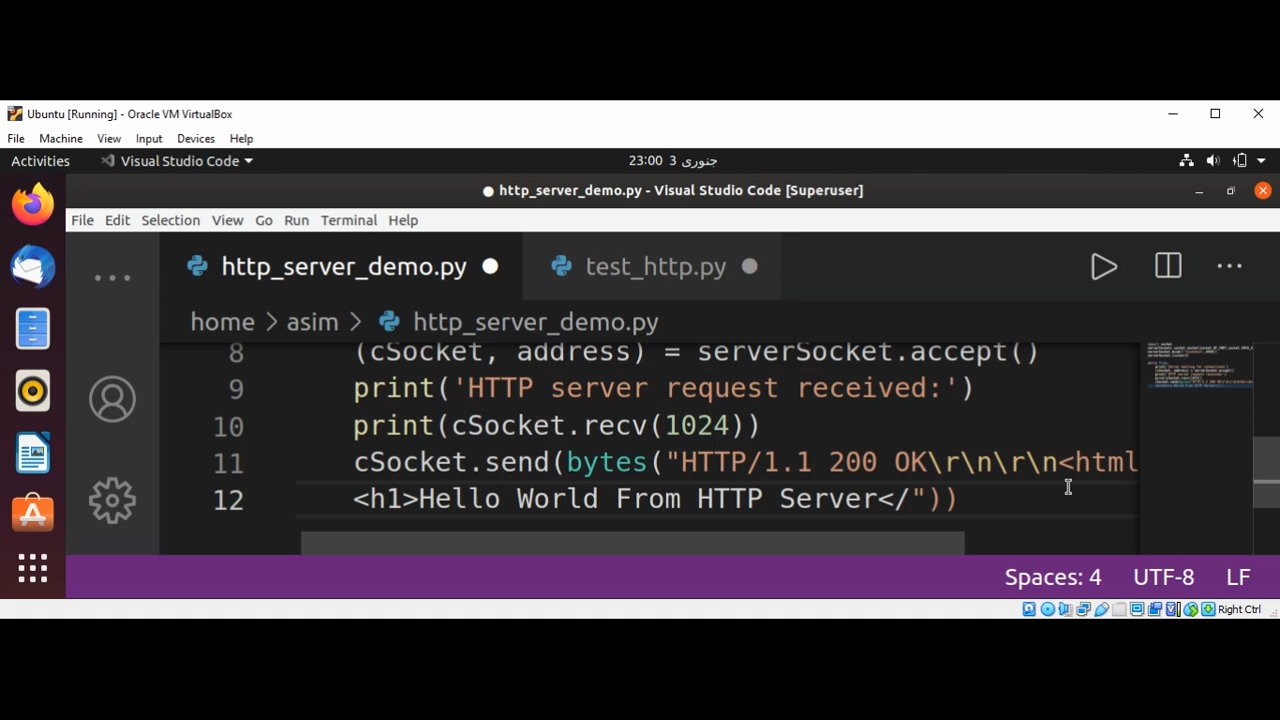 Ubuntu [Running] - Oracle VM VirtualBox
File Machine View Input Devices Help
Activities Visual Studio Code 23:00 3 جنوری
● http_server_demo.py - Visual Studio Code [Superuser]
File Edit Selection View Go Run Terminal Help
http_server_demo.py test_http.py
home > asim > http_server_demo.py
8 (cSocket, address) = serverSocket.accept()
9 print('HTTP server request received:')
10 print(cSocket.recv(1024))
11 cSocket.send(bytes("HTTP/1.1 200 OK\r\n\r\n<html
12 <h1>Hello World From HTTP Server</"))
Spaces: 4 UTF-8 LF
Right Ctrl